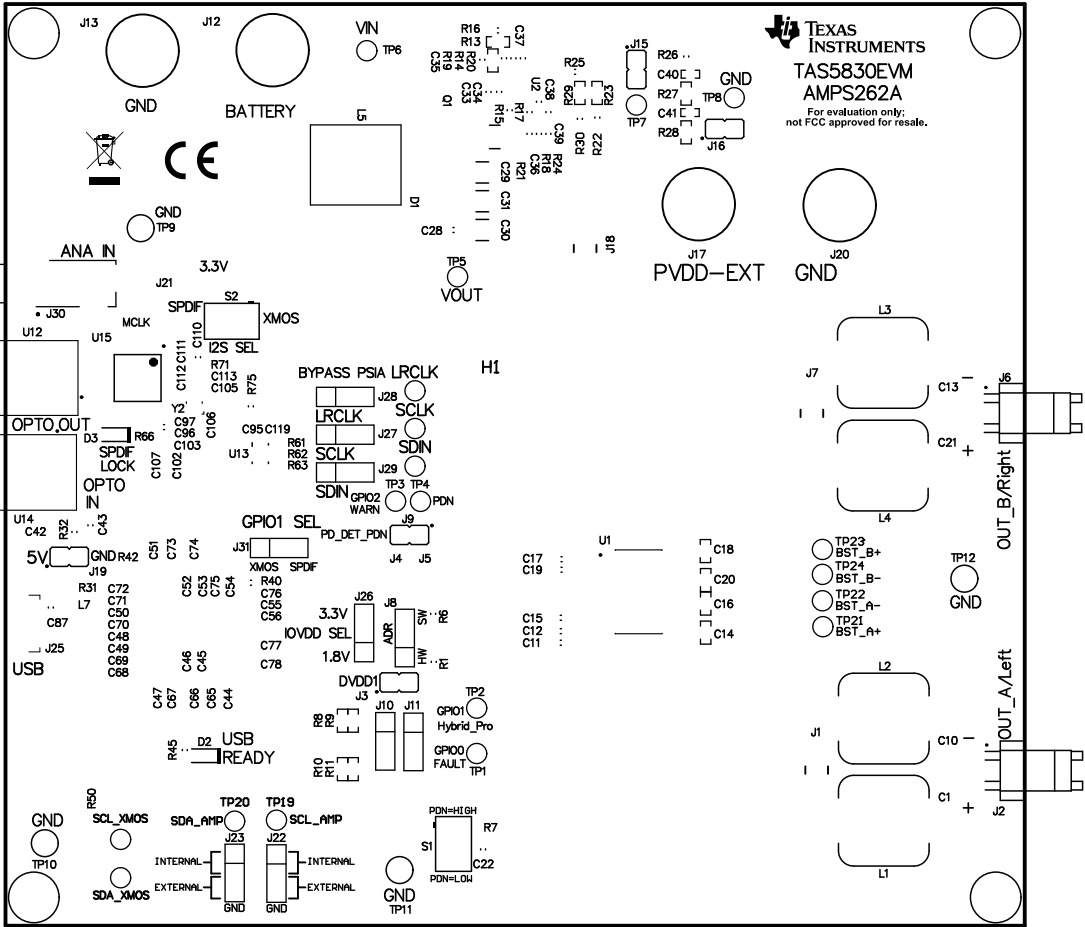 J13
GND
J12
BATTERY
VIN
TP6
R16
R13
C37
C35
R19
R14
R20
C33
C34
Q1
R15
R17
U2
C38
R25
R29
R23
C39
R30
R22
C36
R18
R24
C29
R21
C31
C30
J15
TP7
R26
C40
R27
C41
R28
GND
TP8
J16
TEXAS
INSTRUMENTS
TAS5830EVM
AMPS262A
For evaluation only;
not FCC approved for resale.
L5
D1
C28
CE
GND
TP9
TP5
VOUT
J18
J17
PVDD-EXT
J20
GND
ANA IN
J30
J21
3.3V
S2
SPDIF
XMOS
I2S SEL
MCLK
U12
U15
C110
C111
C112
R71
C113
C105
R75
Y2
C97
C96
C103
C106
OPTO OUT
D3
R66
SPDIF
LOCK
C107
C102
C95
C119
U13
R61
R62
R63
OPTO
IN
U14
H1
BYPASS PSIA
LRCLK
J28
LRCLK
SCLK
J27
SCLK
SDIN
J29
SDIN
TP3
TP4
GPIO2
WARN
PDN
J9
PD_DET_PDN
J4
J5
GPIO1 SEL
J31
XMOS
SPDIF
C42
R32
C43
5V
GND
J19
R42
C51
C73
C74
C52
C53
C75
C54
R40
C76
C55
C56
R31
L7
C87
J25
USB
C72
C71
C50
C70
C48
C49
C69
C68
C77
C78
C46
C45
C47
C67
C66
C65
C44
3.3V
IOVDD SEL
1.8V
J26
J8
ADR
SW
HW
R6
R1
DVDD1
J3
J10
J11
R8
R9
R10
R11
TP2
GPIO1
Hybrid_Pro
GPIO0
FAULT
TP1
R45
D2
USB
READY
U1
C17
C19
C15
C12
C11
C18
C20
C16
C14
TP23
BST_B+
TP24
BST_B-
TP22
BST_A-
TP21
BST_A+
TP12
GND
L3
J7
C13
−
J6
C21
+
L4
OUT_B/Right
L2
J1
C10
−
C1
+
J2
L1
OUT_A/Left
R50
SCL_XMOS
GND
TP10
SDA_XMOS
TP20
SDA_AMP
TP19
SCL_AMP
J23
J22
INTERNAL
INTERNAL
EXTERNAL
EXTERNAL
GND
GND
GND
TP11
PDN=HIGH
S1
PDN=LOW
R7
C22